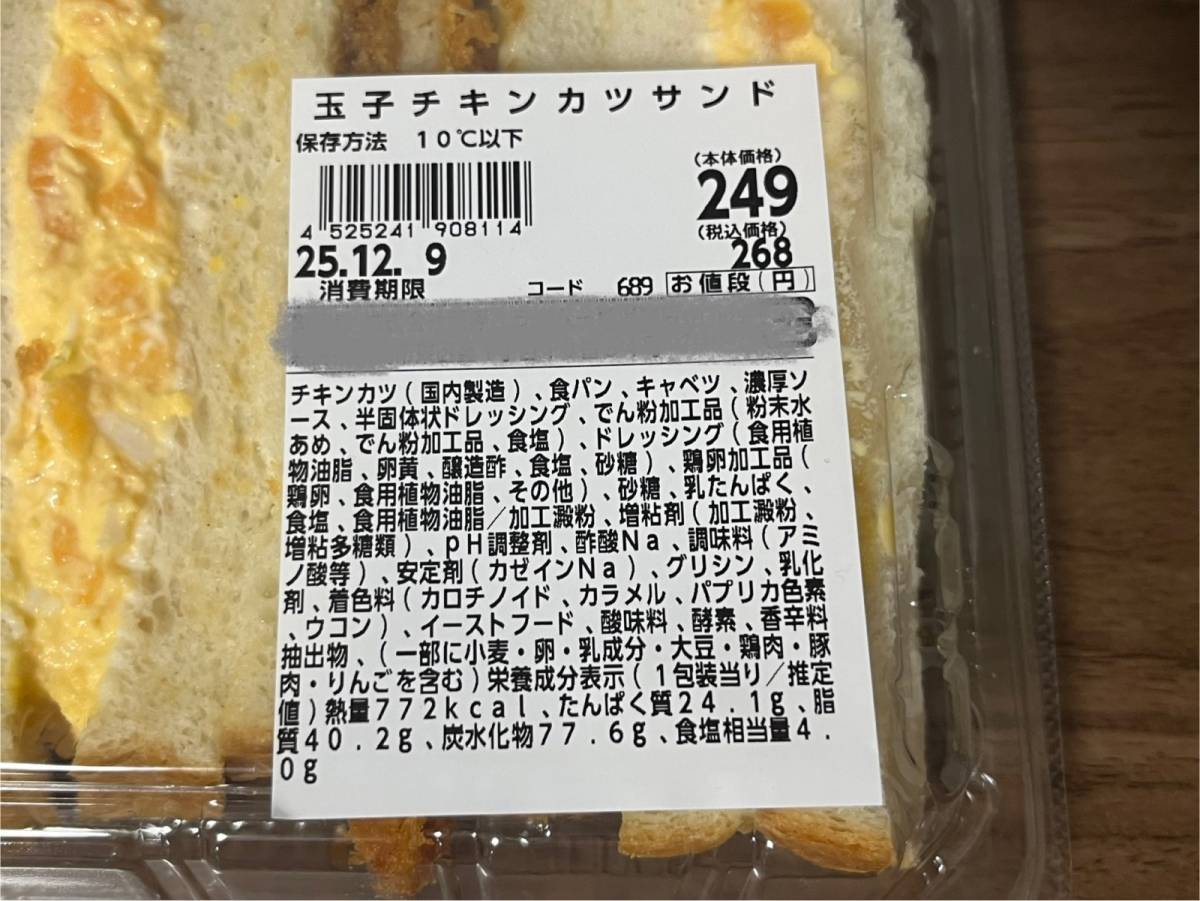 玉子チキンカツサンド
保存方法 10℃以下
(本体価格)
249
4 525241 908114
(税込価格)
268
25.12. 9
消費期限
コード 689 お値段(円)
チキンカツ(国内製造)、食パン、キャベツ、濃厚ソ
ース、半固体状ドレッシング、でん粉加工品(粉末水
あめ、でん粉加工品、食塩)、ドレッシング(食用植
物油脂、卵黄、醸造酢、食塩、砂糖)、鶏卵加工品(
鶏卵、食用植物油脂、その他)、砂糖、乳たんぱく、
食塩、食用植物油脂/加工澱粉、増粘剤(加工澱粉、
増粘多糖類)、pH調整剤、酢酸Na、調味料(アミ
ノ酸等)、安定剤(カゼインNa)、グリシン、乳化
剤、着色料(カロチノイド、カラメル、パプリカ色素
、ウコン)、イーストフード、酸味料、酵素、香辛料
抽出物、(一部に小麦・卵・乳成分・大豆・鶏肉・豚
肉・りんごを含む)栄養成分表示(1包装当り/推定
値)熱量772kcal、たんぱく質24.1g、脂
質40.2g、炭水化物77.6g、食塩相当量4.
0g